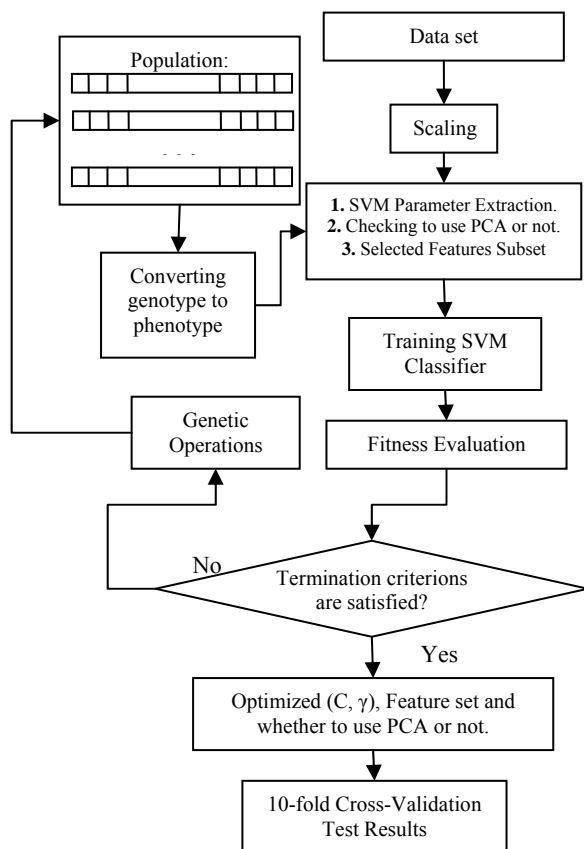 Population:
- - -
Converting
genotype to
phenotype
Genetic
Operations
Data set
Scaling
1. SVM Parameter Extraction.
2. Checking to use PCA or not.
3. Selected Features Subset
Training SVM
Classifier
Fitness Evaluation
No
Termination criterions
are satisfied?
Yes
Optimized (C, γ), Feature set and
whether to use PCA or not.
10-fold Cross-Validation
Test Results